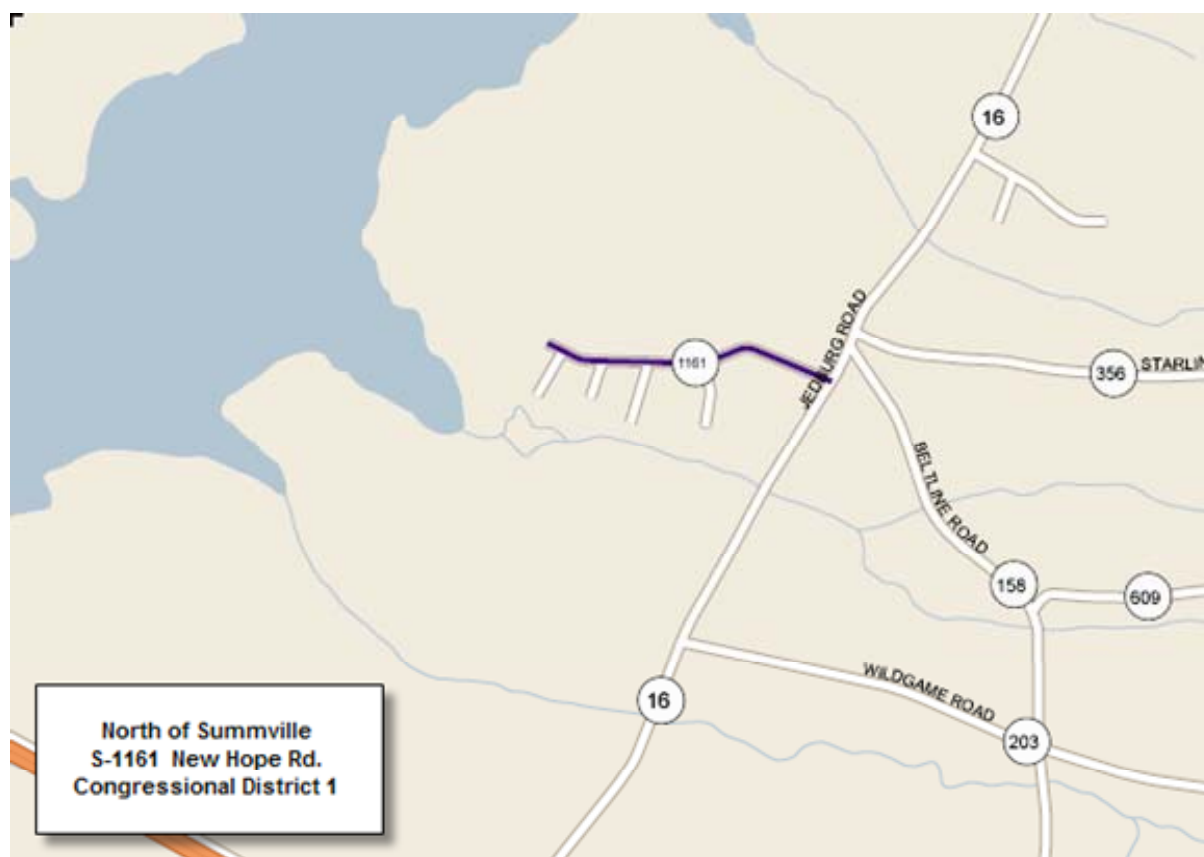 16
JEDBURG ROAD
1161
356
STARLIN
BELTLINE ROAD
158
609
WILDGAME ROAD
16
203
North of Summville
S-1161 New Hope Rd.
Congressional District 1